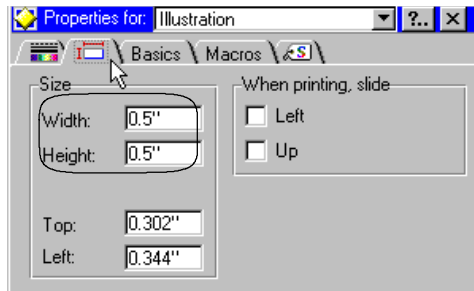 Properties for: Illustration ?..
Basics Macros S
Size When printing, slide
Width: 0.5" Left
Height: 0.5" Up
Top: 0.302"
Left: 0.344"